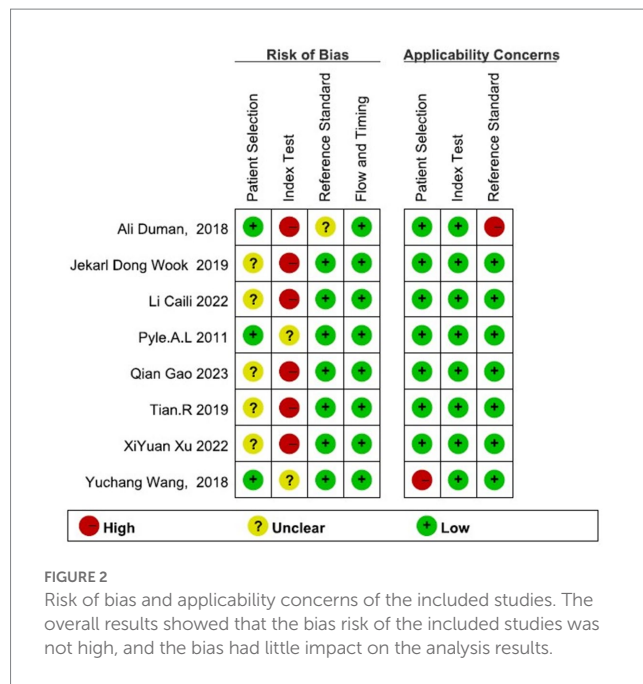 Risk of Bias
Applicability Concerns
Patient Selection
Index Test
Reference Standard
Flow and Timing
Patient Selection
Index Test
Reference Standard
Ali Duman, 2018 + - ? + + + -
Jekarl Dong Wook 2019 ? - + + + + +
Li Caili 2022 ? - + + + + +
Pyle.A.L 2011 + ? + + + + +
Qian Gao 2023 ? - + + + + +
Tian.R 2019 ? - + + + + +
XiYuan Xu 2022 ? - + + + + +
Yuchang Wang, 2018 + ? + + - + +
- High ? Unclear + Low
FIGURE 2
Risk of bias and applicability concerns of the included studies. The
overall results showed that the bias risk of the included studies was
not high, and the bias had little impact on the analysis results.